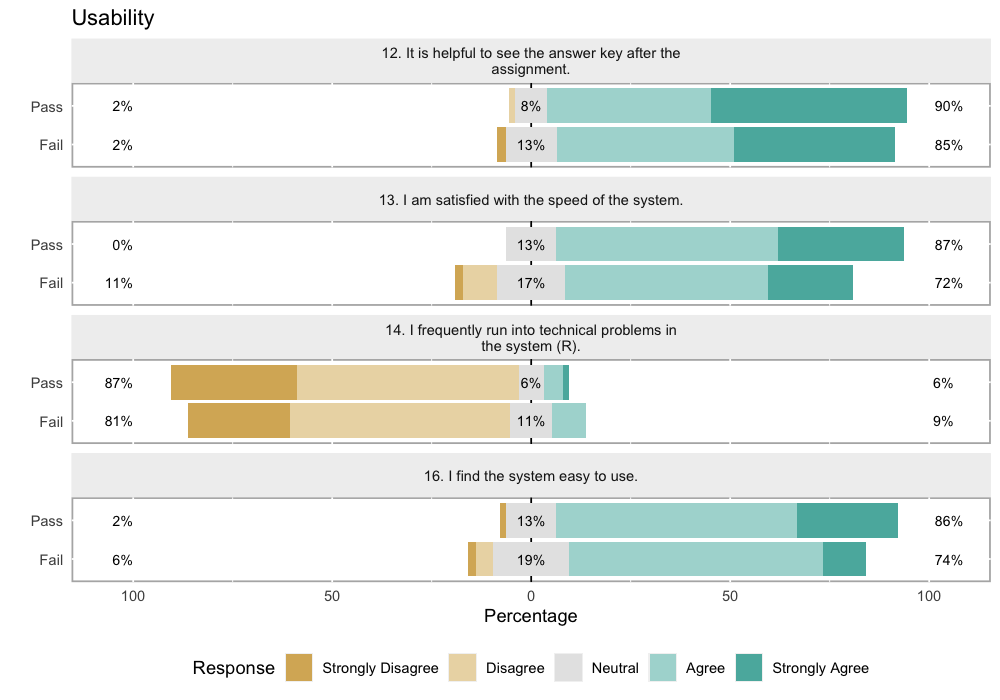 Usability
12. It is helpful to see the answer key after the
assignment.
Pass 2% 8% 90%
Fail 2% 13% 85%
13. I am satisfied with the speed of the system.
Pass 0% 13% 87%
Fail 11% 17% 72%
14. I frequently run into technical problems in
the system (R).
Pass 87% 6% 6%
Fail 81% 11% 9%
16. I find the system easy to use.
Pass 2% 13% 86%
Fail 6% 19% 74%
100 50 0 50 100
Percentage
Response Strongly Disagree Disagree Neutral Agree Strongly Agree